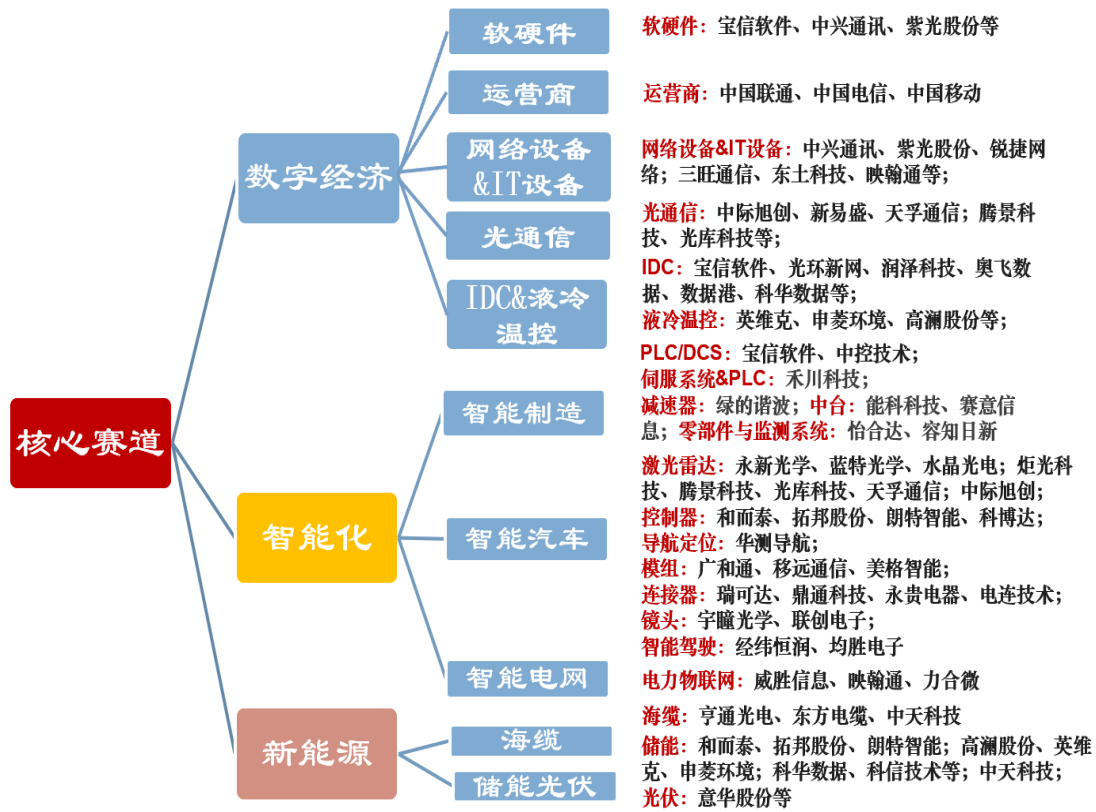 核心赛道
数字经济
软硬件
运营商
网络设备
&IT设备
光通信
IDC&液冷
温控
智能化
智能制造
智能汽车
智能电网
新能源
海缆
储能光伏
软硬件：宝信软件、中兴通讯、紫光股份等
运营商：中国联通、中国电信、中国移动
网络设备&IT设备：中兴通讯、紫光股份、锐捷网
络；三旺通信、东土科技、映翰通等；
光通信：中际旭创、新易盛、天孚通信；腾景科
技、光库科技等；
IDC：宝信软件、光环新网、润泽科技、奥飞数
据、数据港、科华数据等；
液冷温控：英维克、申菱环境、高澜股份等；
PLC/DCS：宝信软件、中控技术；
伺服系统&PLC：禾川科技；
减速器：绿的谐波；中台：能科科技、赛意信
息；零部件与监测系统：怡合达、容知日新
激光雷达：永新光学、蓝特光学、水晶光电；炬光科
技、腾景科技、光库科技、天孚通信；中际旭创；
控制器：和而泰、拓邦股份、朗特智能、科博达；
导航定位：华测导航；
模组：广和通、移远通信、美格智能；
连接器：瑞可达、鼎通科技、永贵电器、电连技术；
镜头：宇瞳光学、联创电子；
智能驾驶：经纬恒润、均胜电子
电力物联网：威胜信息、映翰通、力合微
海缆：亨通光电、东方电缆、中天科技
储能：和而泰、拓邦股份、朗特智能；高澜股份、英维
克、申菱环境；科华数据、科信技术等；中天科技；
光伏：意华股份等